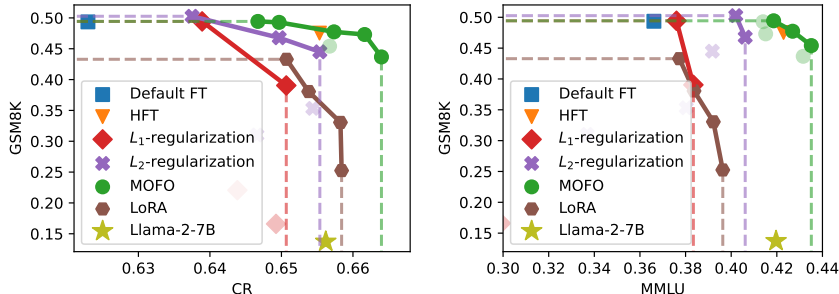 0.50
0.45
0.40
0.35
0.30
0.25
0.20
0.15
GSM8K
Default FT
HFT
L₁-regularization
L₂-regularization
MOFO
LoRA
Llama-2-7B
0.63 0.64 0.65 0.66
CR
0.50
0.45
0.40
0.35
0.30
0.25
0.20
0.15
GSM8K
Default FT
HFT
L₁-regularization
L₂-regularization
MOFO
LoRA
Llama-2-7B
0.30 0.32 0.34 0.36 0.38 0.40 0.42 0.44
MMLU